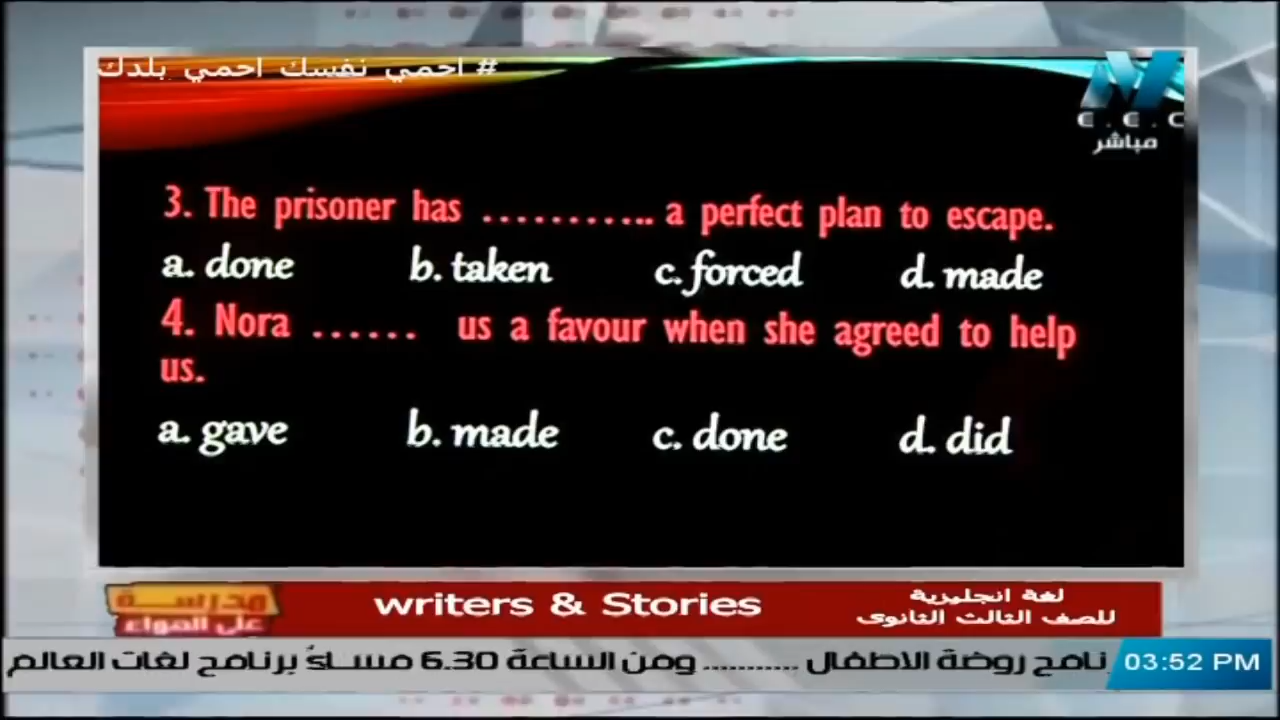 # احمي نفسك احمي بلدك
e.e.c
مباشر
3. The prisoner has ............ a perfect plan to escape.
a. done b. taken c. forced d. made
4. Nora ...... us a favour when she agreed to help
us.
a. gave b. made c. done d. did
مدرسة
على الهواء
writers & Stories
لغة انجليزية
للصف الثالث الثانوى
نامج روضة الاطفال ........... ومن الساعة 6.30 مساءً برنامج لغات العالم
03:52 PM